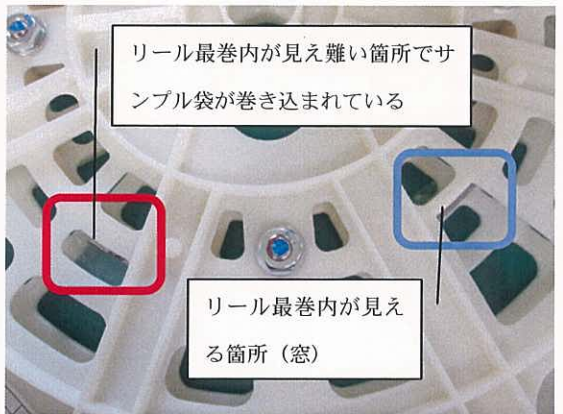 リール最巻内が見え難い箇所でサ
ンプル袋が巻き込まれている
リール最巻内が見え
る箇所（窓）